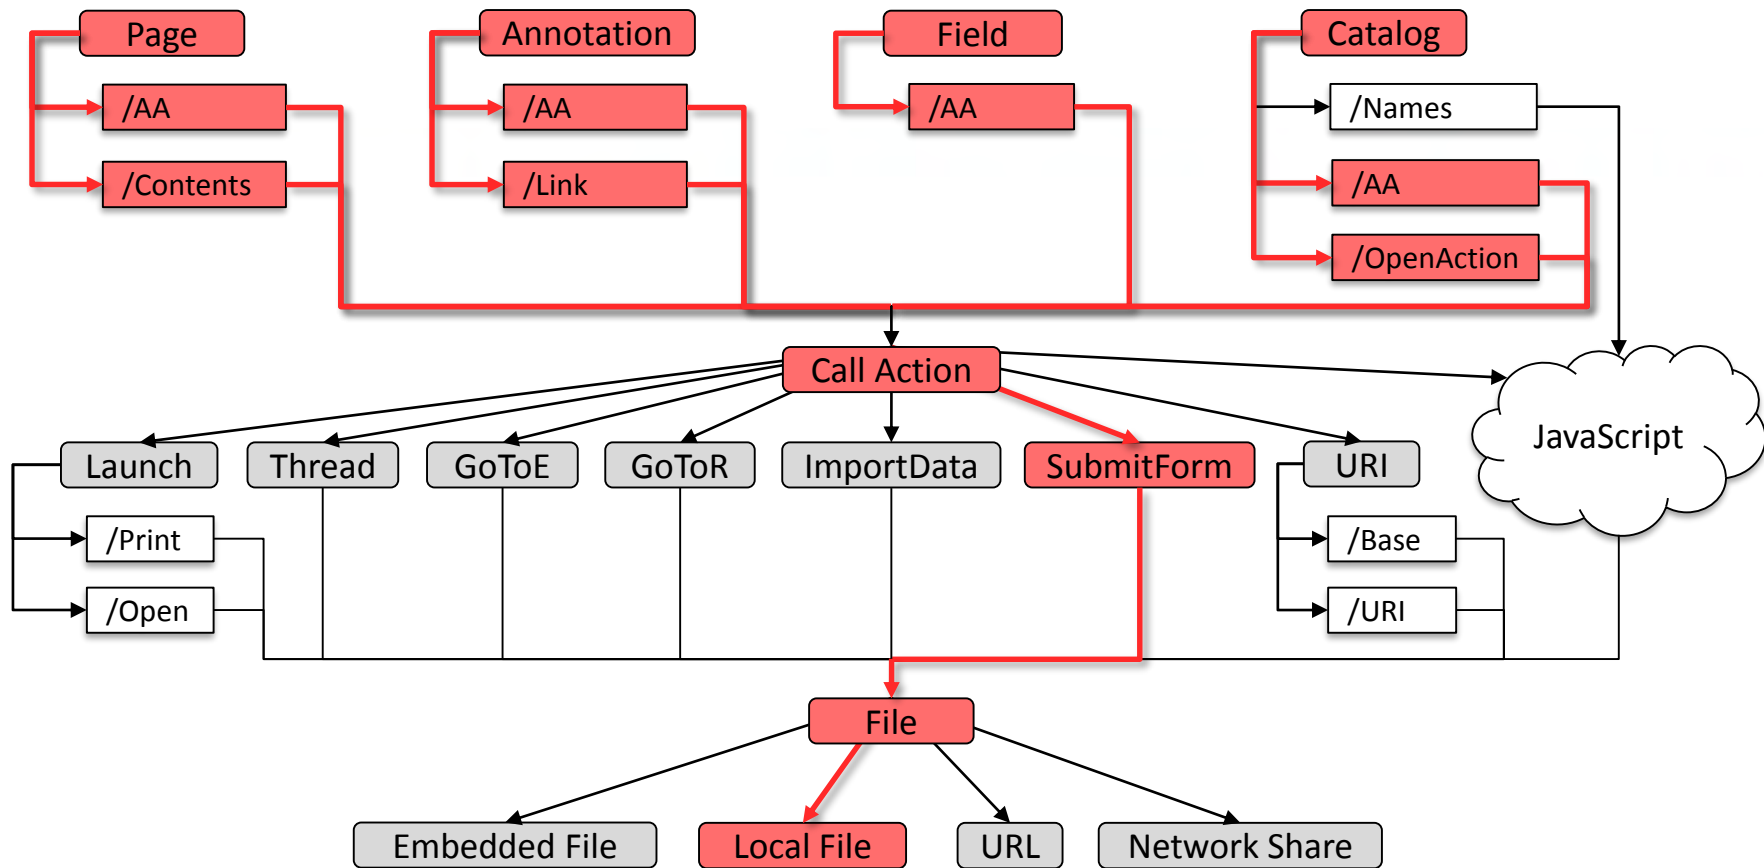 Page
Annotation
Field
Catalog
/AA
/AA
/AA
/Names
/Contents
/Link
/AA
/OpenAction
Call Action
JavaScript
Launch
Thread
GoToE
GoToR
ImportData
SubmitForm
URI
/Print
/Base
/Open
/URI
File
Embedded File
Local File
URL
Network Share